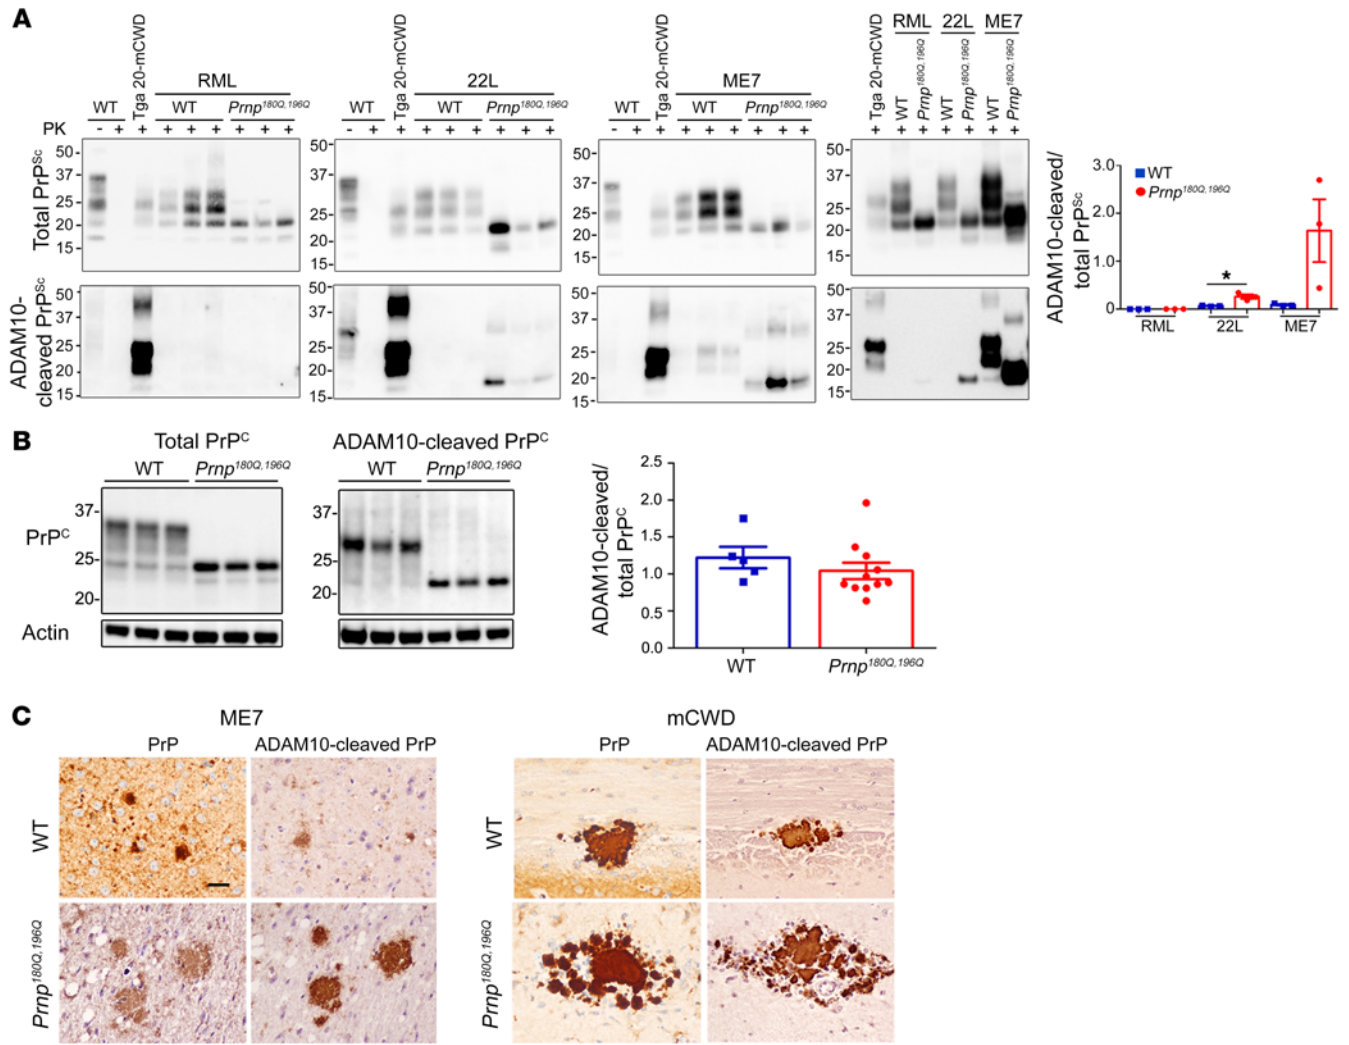 A
Tga 20-mCWD
RML
WT
WT
Prnp180Q,196Q
PK
- + + + + + + + +
Total PrPSc
50-
37-
25-
20-
15-
ADAM10-
cleaved PrPSc
50-
37-
25-
20-
15-
Tga 20-mCWD
22L
WT
WT
Prnp180Q,196Q
- + + + + + + + +
50-
37-
25-
20-
15-
50-
37-
25-
20-
15-
Tga 20-mCWD
ME7
WT
WT
Prnp180Q,196Q
- + + + + + + + +
50-
37-
25-
20-
15-
37-
25-
20-
15-
Tga 20-mCWD
RML 22L ME7
WT
Prnp180Q,196Q
WT
Prnp180Q,196Q
WT
Prnp180Q,196Q
+ + + + + + +
50-
37-
25-
20-
15-
50-
37-
25-
20-
15-
ADAM10-cleaved/
total PrPSc
3.0
2.0
1.0
0
WT
Prnp180Q,196Q
*
RML 22L ME7
B
Total PrPC
WT Prnp180Q,196Q
PrPC
37-
25-
20-
Actin
ADAM10-cleaved PrPC
WT Prnp180Q,196Q
37-
25-
20-
ADAM10-cleaved/
total PrPC
2.5
2.0
1.5
1.0
0.5
0.0
WT Prnp180Q,196Q
C
ME7
PrP ADAM10-cleaved PrP
WT
Prnp180Q,196Q
mCWD
PrP ADAM10-cleaved PrP
WT
Prnp180Q,196Q